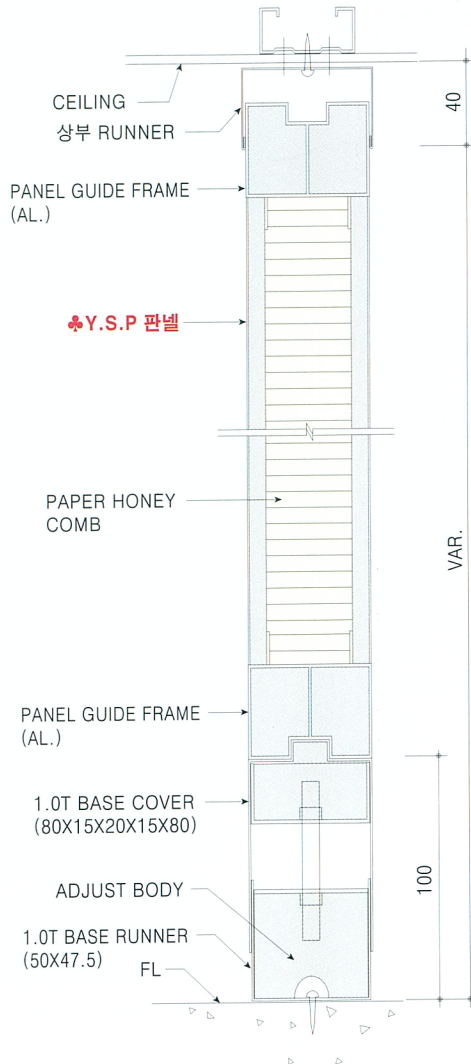 CEILING
상부 RUNNER
40
PANEL GUIDE FRAME
(AL.)
♣Y.S.P 판넬
PAPER HONEY
COMB
VAR.
PANEL GUIDE FRAME
(AL.)
1.0T BASE COVER
(80X15X20X15X80)
100
ADJUST BODY
1.0T BASE RUNNER
(50X47.5)
FL